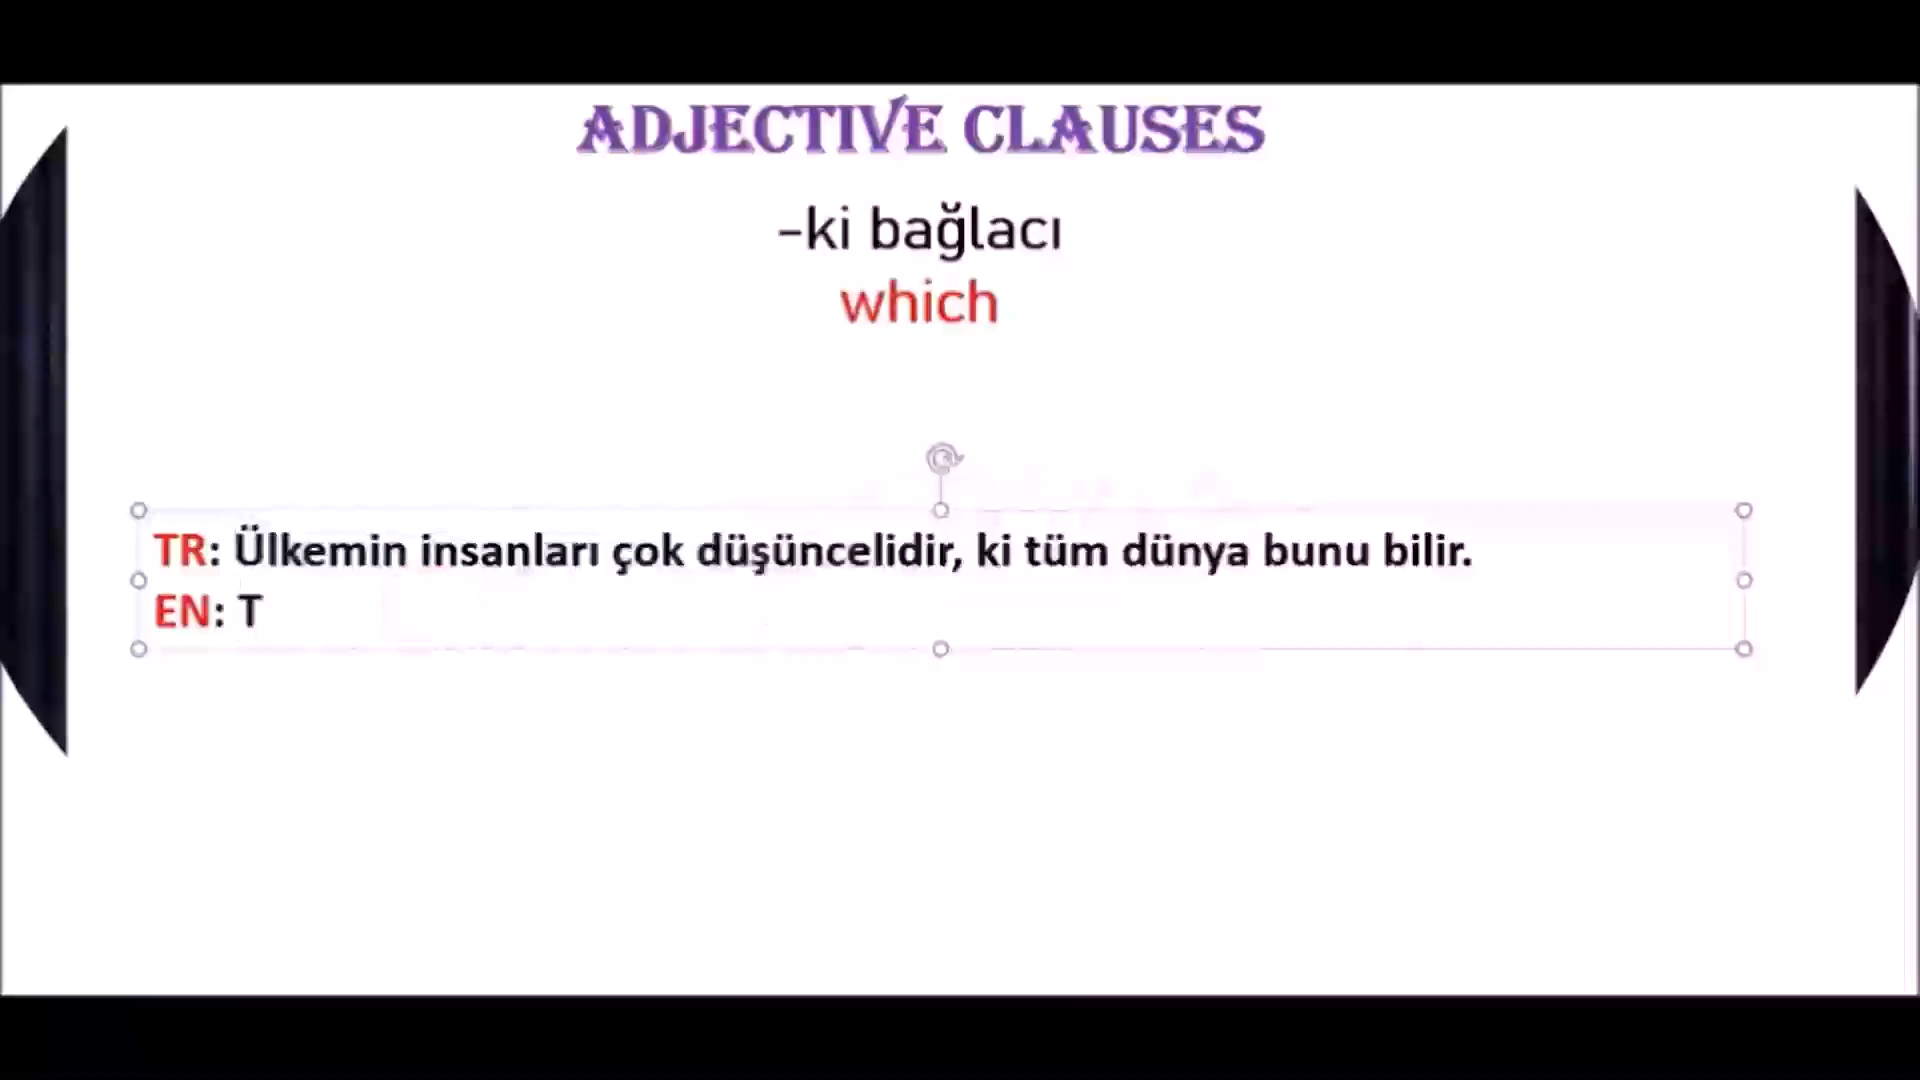 ADJECTIVE CLAUSES
-ki bağlacı
which
TR: Ülkemin insanları çok düşüncelidir, ki tüm dünya bunu bilir.
EN: T